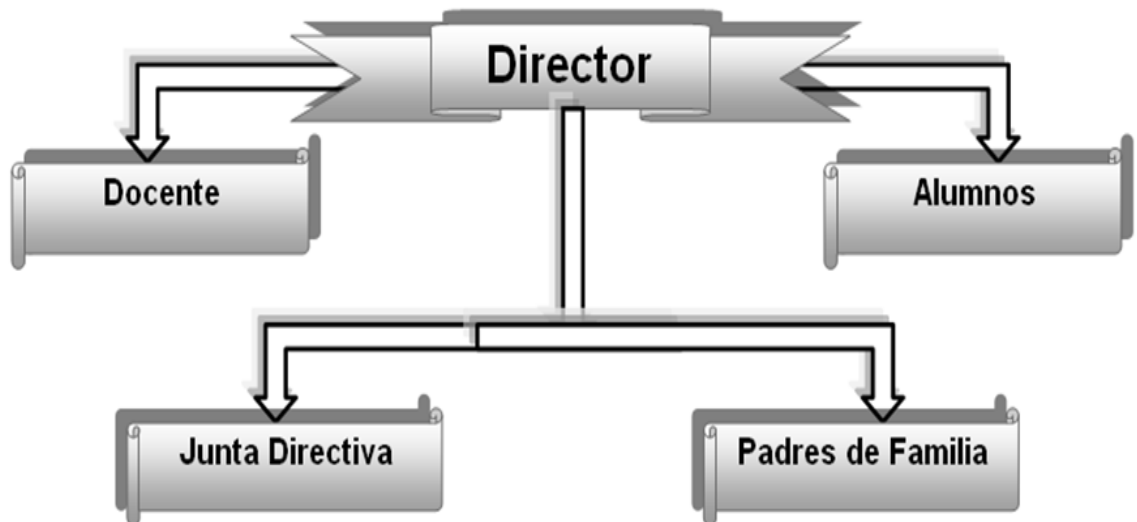 Director
Docente
Alumnos
Junta Directiva
Padres de Familia